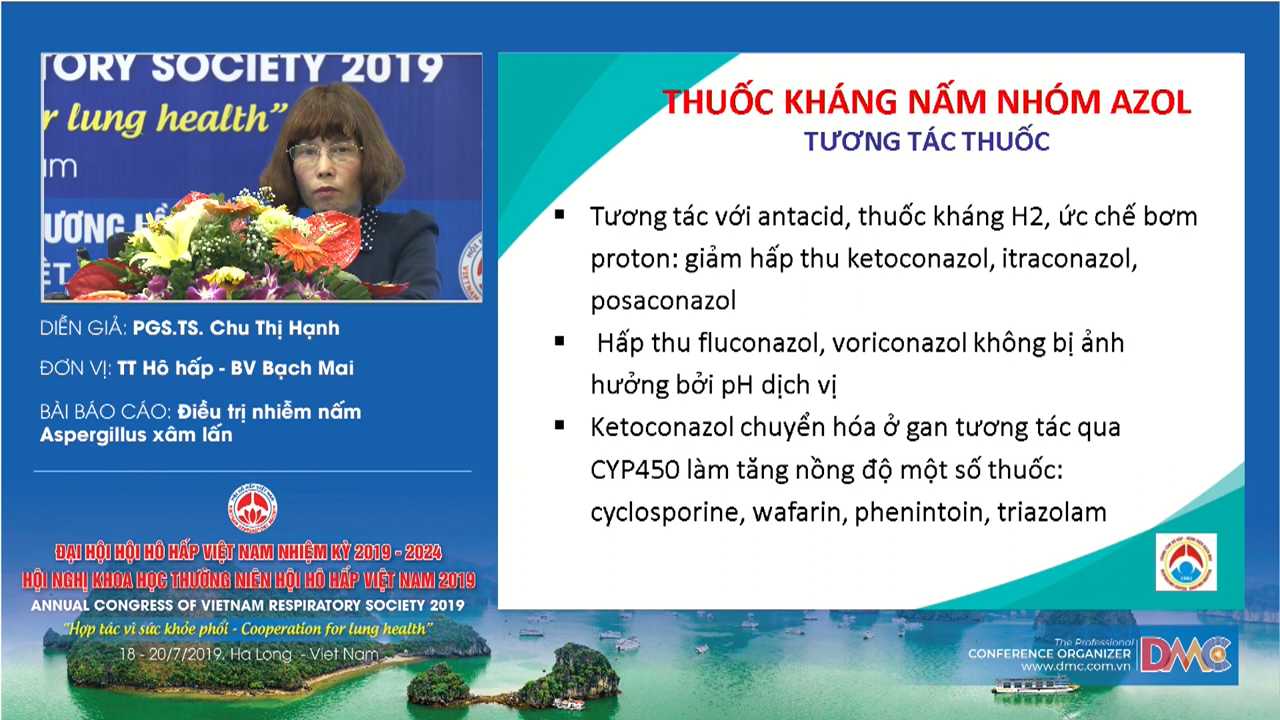 TORY SOCIETY 2019
r lung health”
am
ƯƠNG HỘ
ỆT
DIỄN GIẢ: PGS.TS. Chu Thị Hạnh
ĐƠN VỊ: TT Hô hấp - BV Bạch Mai
BÀI BÁO CÁO: Điều trị nhiễm nấm
Aspergillus xâm lấn
ĐẠI HỘI HỘI HÔ HẤP VIỆT NAM NHIỆM KỲ 2019 - 2024
HỘI NGHỊ KHOA HỌC THƯỜNG NIÊN HỘI HÔ HẤP VIỆT NAM 2019
ANNUAL CONGRESS OF VIETNAM RESPIRATORY SOCIETY 2019
“Hợp tác vì sức khỏe phổi - Cooperation for lung health”
18 - 20/7/2019. Ha Long - Viet Nam
THUỐC KHÁNG NẤM NHÓM AZOL
TƯƠNG TÁC THUỐC
▪ Tương tác với antacid, thuốc kháng H2, ức chế bơm
proton: giảm hấp thu ketoconazol, itraconazol,
posaconazol
▪ Hấp thu fluconazol, voriconazol không bị ảnh
hưởng bởi pH dịch vị
▪ Ketoconazol chuyển hóa ở gan tương tác qua
CYP450 làm tăng nồng độ một số thuốc:
cyclosporine, wafarin, phenintoin, triazolam
The Professional
CONFERENCE ORGANIZER
www.dmc.com.vn
DMC